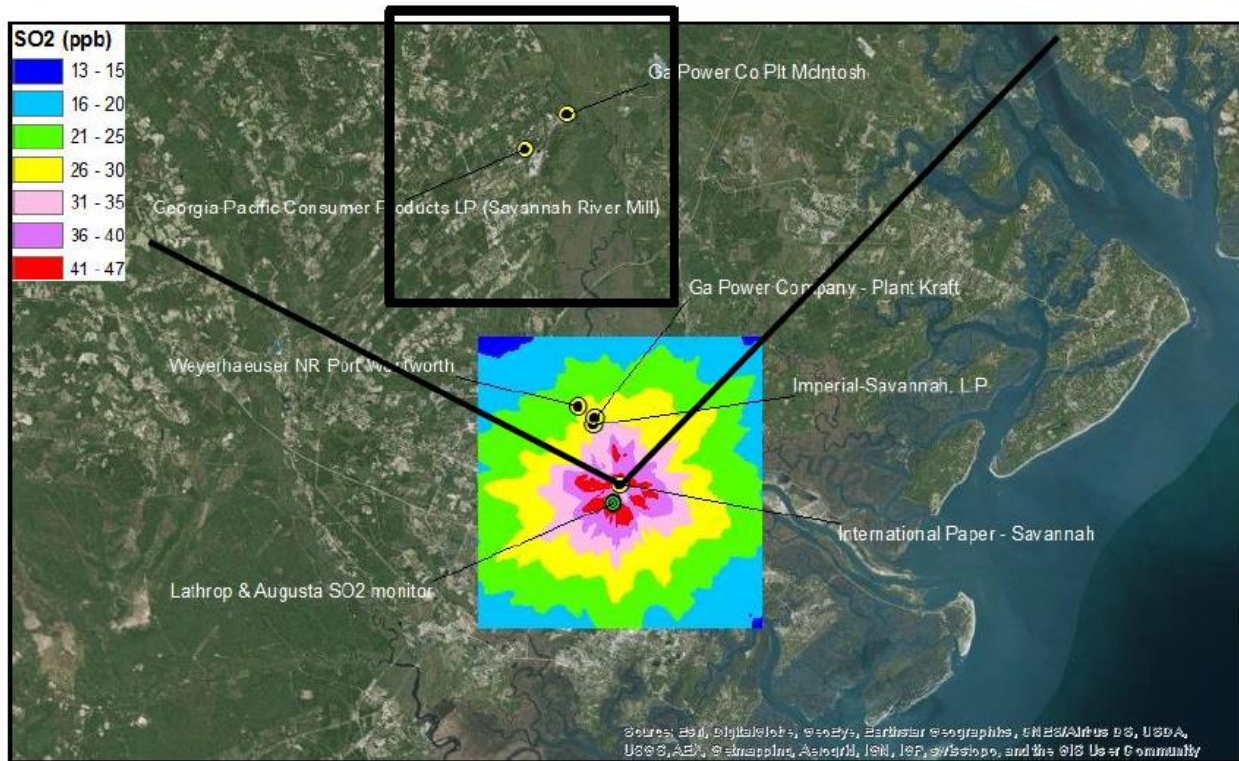 SO2 (ppb)
13 - 15
16 - 20
21 - 25
26 - 30
31 - 35
36 - 40
41 - 47
Ga Power Co Plt McIntosh
Georgia-Pacific Consumer Products LP (Savannah River Mill)
Ga Power Company - Plant Kraft
Weyerhaeuser NR Port Wentworth
Imperial-Savannah, L.P
International Paper - Savannah
Lathrop & Augusta SO2 monitor
Source: Esri, DigitalGlobe, GeoEye, Earthstar Geographics, CNES/Airbus DS, USDA,
USGS, AEX, Getmapping, Aerogrid, IGN, IGP, swisstopo, and the GIS User Community